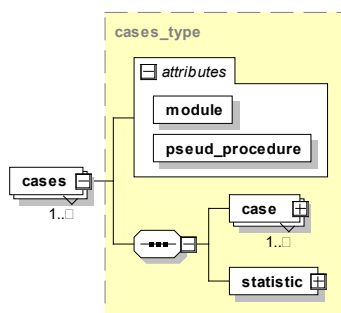 cases_type
attributes
module
pseud_procedure
cases
1..□
case
1..□
statistic